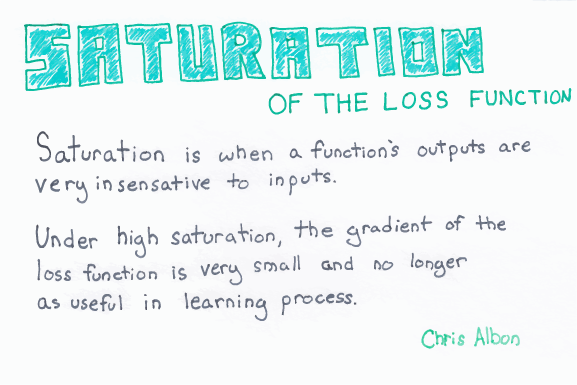 SATURATION
OF THE LOSS FUNCTION
Saturation is when a function's outputs are
very insensative to inputs.
Under high saturation, the gradient of the
loss function is very small and no longer
as useful in learning process.
Chris Albon